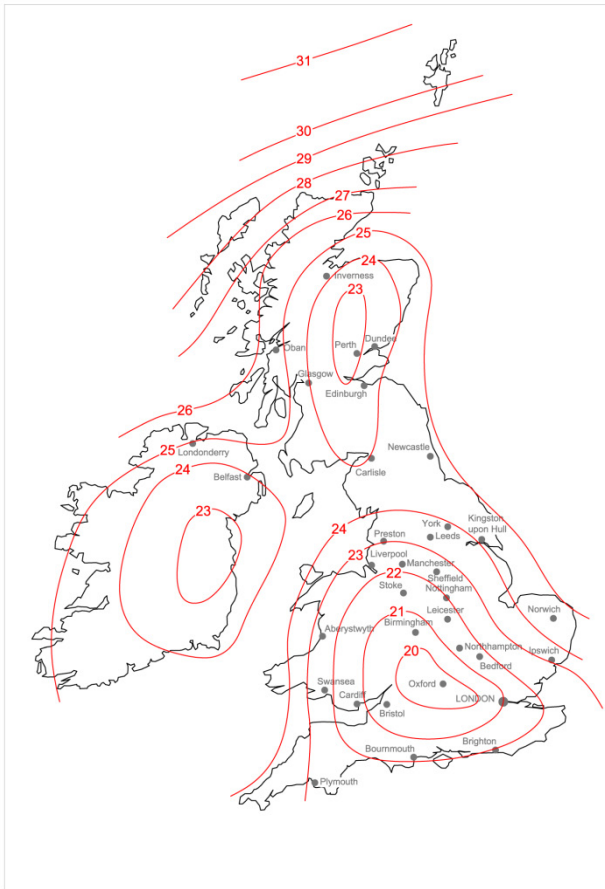 31
30
29
28
27
26
25
24
Inverness
23
Dundee
Perth
Oban
Glasgow
Edinburgh
26
25
Londonderry
Newcastle
24
Carlisle
Belfast
23
24
Kingston
upon Hull
York
Preston
Leeds
23
Liverpool
Manchester
22
Sheffield
Stoke
Nottingham
21
Leicester
Norwich
Birmingham
Aberystwyth
20
Northhampton
Bedford
Ipswich
Oxford
Swansea
Cardiff
LONDON
Bristol
Brighton
Bournmouth
Plymouth